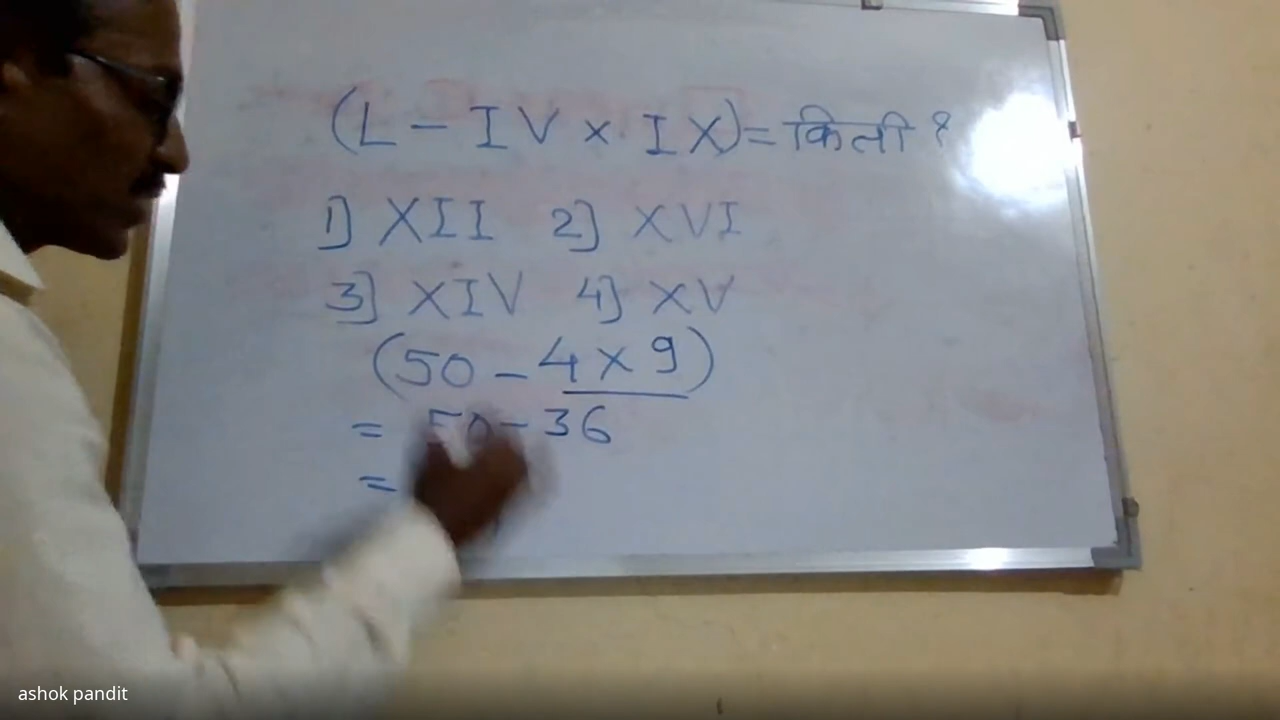 (L - IV × IX) = किती ?
1] XII 2] XVI
3] XIV 4] XV
(50 - 4 × 9)
= 50 - 36
=
ashok pandit